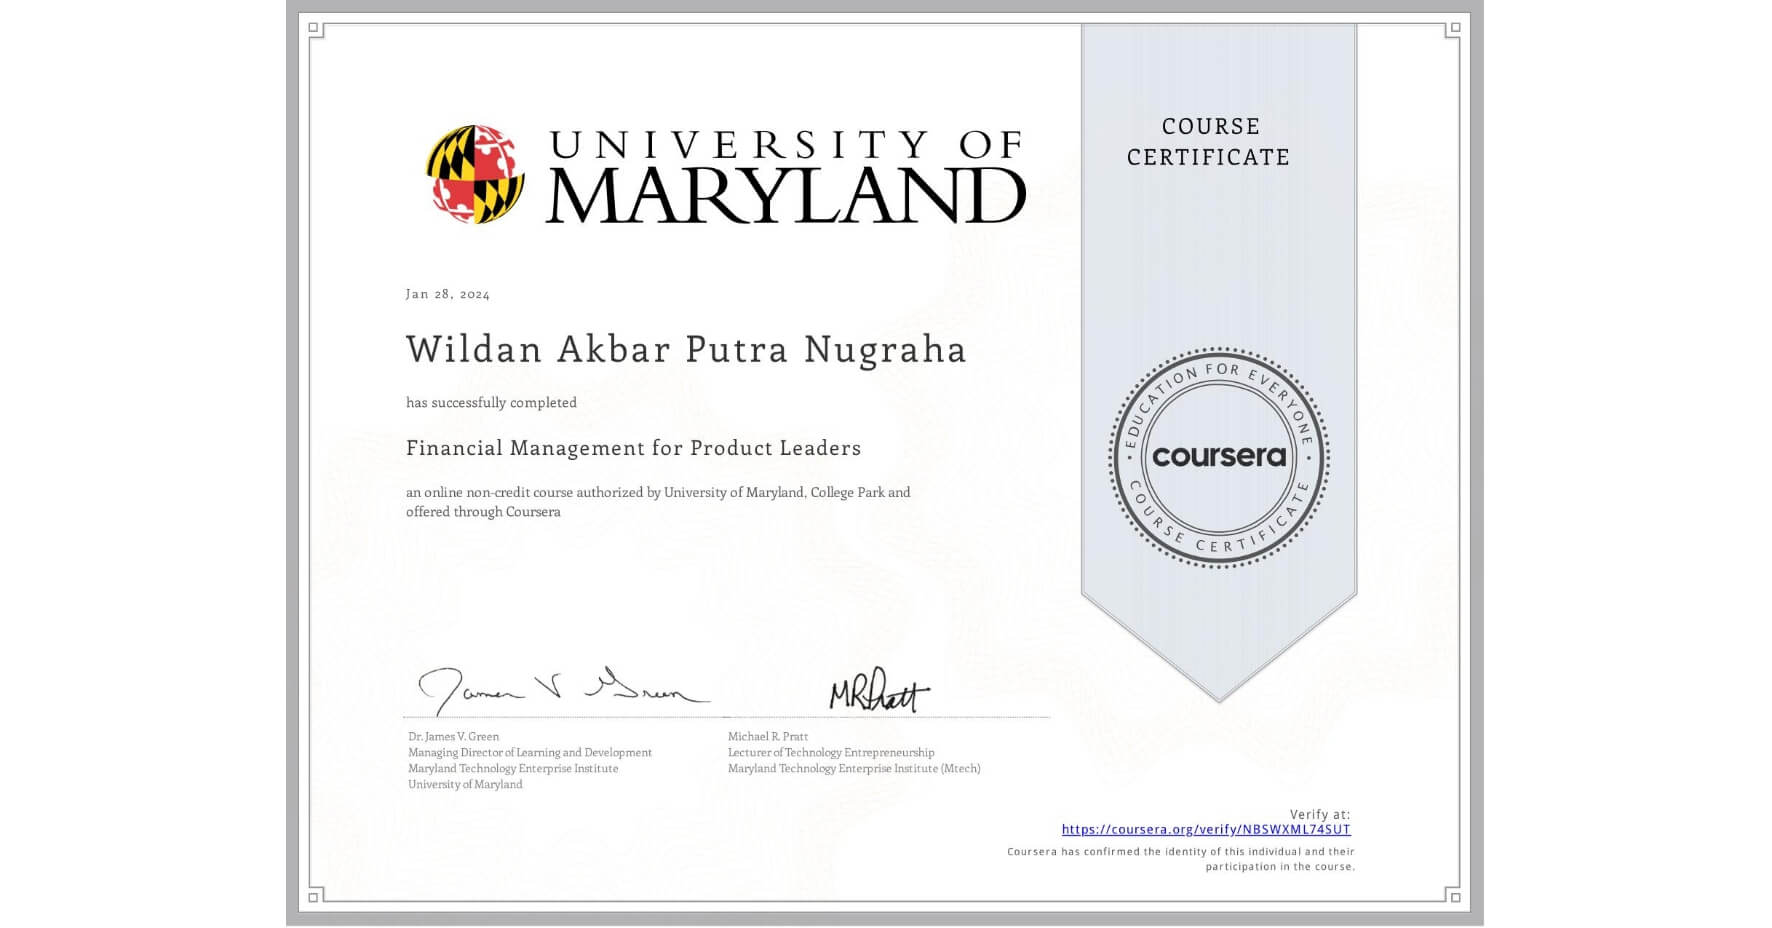 UNIVERSITY OF
MARYLAND
COURSE
CERTIFICATE
Jan 28, 2024
Wildan Akbar Putra Nugraha
has successfully completed
Financial Management for Product Leaders
an online non-credit course authorized by University of Maryland, College Park and
offered through Coursera
EDUCATION FOR EVERYONE
coursera
COURSE CERTIFICATE
James V Green
MRPratt
Dr. James V. Green
Managing Director of Learning and Development
Maryland Technology Enterprise Institute
University of Maryland
Michael R. Pratt
Lecturer of Technology Entrepreneurship
Maryland Technology Enterprise Institute (Mtech)
Verify at:
https://coursera.org/verify/NBSWXML74SUT
Coursera has confirmed the identity of this individual and their
participation in the course.